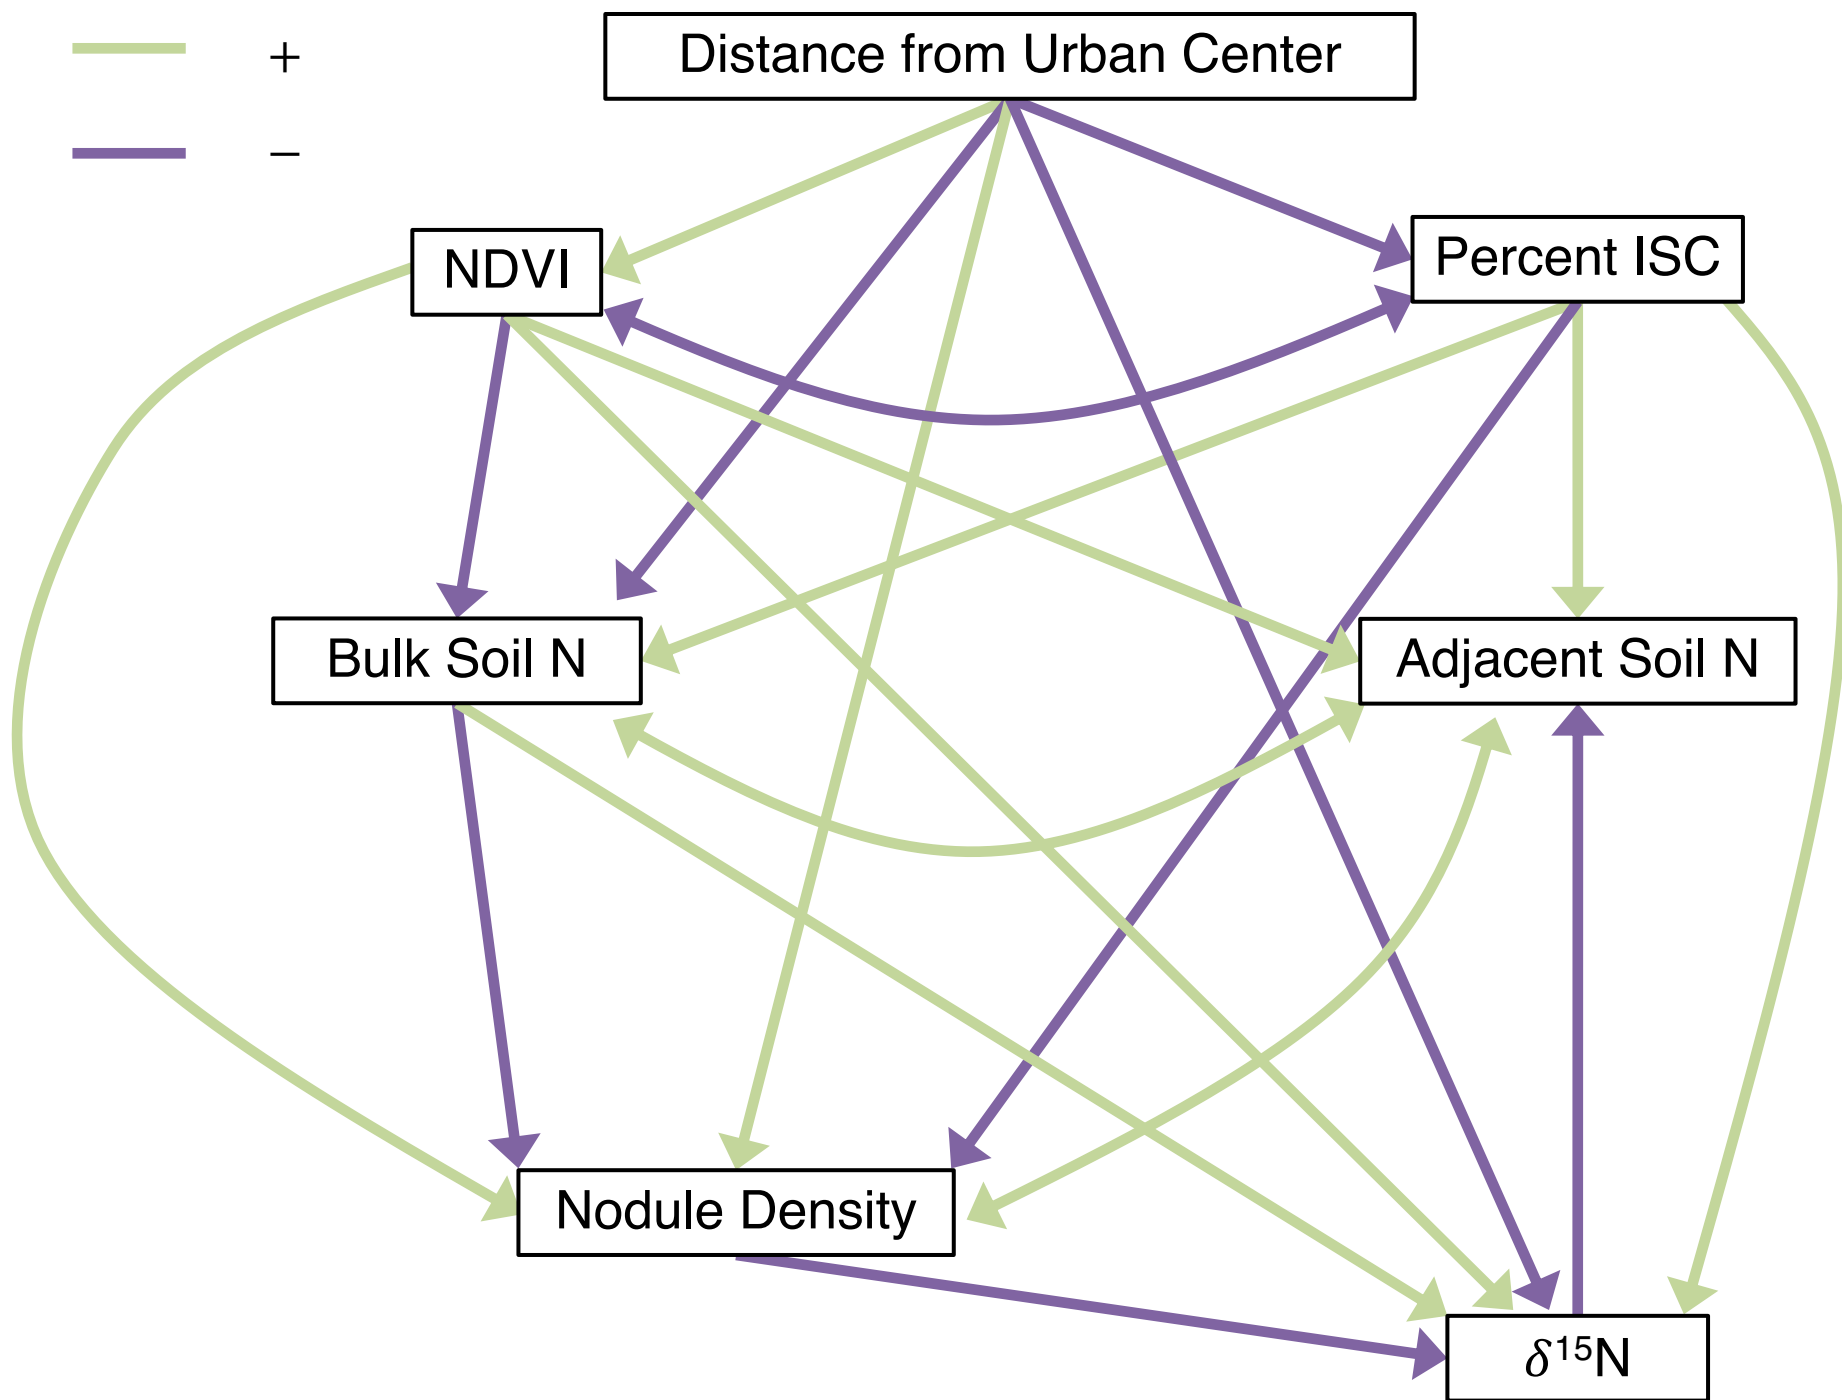 +
Distance from Urban Center
−
NDVI
Percent ISC
Bulk Soil N
Adjacent Soil N
Nodule Density
δ¹⁵N